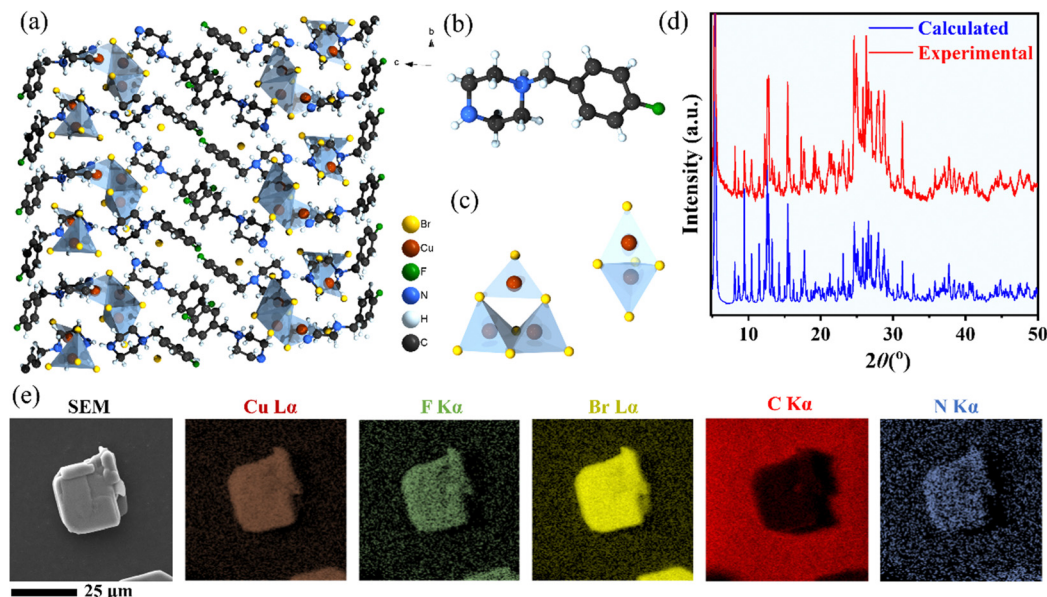 (a)
b
c
Br
Cu
F
N
H
C
(b)
(c)
(d)
Calculated
Experimental
Intensity (a.u.)
10 20 30 40 50
2θ(°)
(e)
SEM
Cu Lα
F Kα
Br Lα
C Kα
N Kα
25 μm